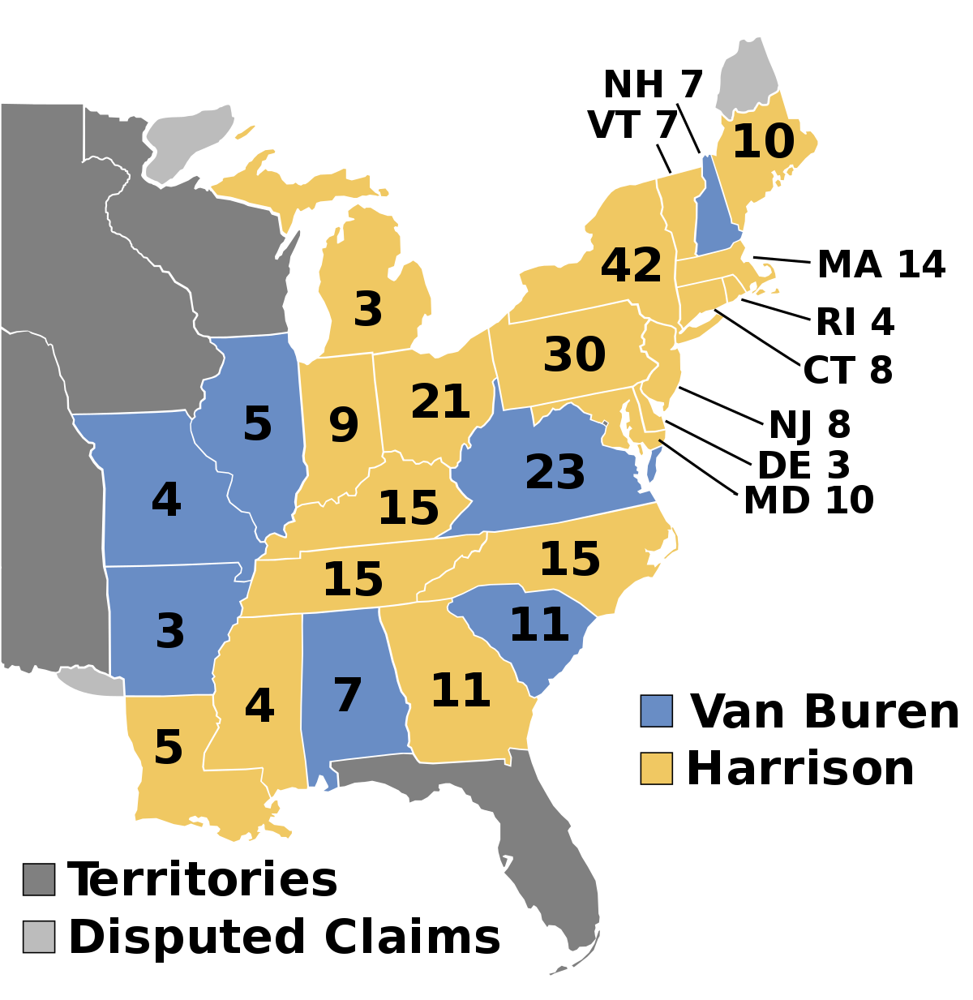 NH 7
VT 7
10
42
MA 14
3
RI 4
30
CT 8
21
5
9
NJ 8
23
DE 3
4
15
MD 10
15
15
3
11
4
7
11
5
Van Buren
Harrison
Territories
Disputed Claims